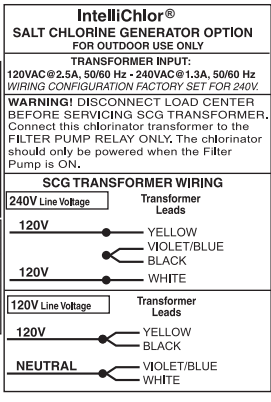 IntelliChlor®
SALT CHLORINE GENERATOR OPTION
FOR OUTDOOR USE ONLY
TRANSFORMER INPUT:
120VAC@2.5A, 50/60 Hz - 240VAC@1.3A, 50/60 Hz
WIRING CONFIGURATION FACTORY SET FOR 240V.
WARNING! DISCONNECT LOAD CENTER
BEFORE SERVICING SCG TRANSFORMER.
Connect this chlorinator transformer to the
FILTER PUMP RELAY ONLY. The chlorinator
should only be powered when the Filter
Pump is ON.
SCG TRANSFORMER WIRING
240V Line Voltage
Transformer
Leads
120V
YELLOW
VIOLET/BLUE
BLACK
120V
WHITE
120V Line Voltage
Transformer
Leads
120V
YELLOW
BLACK
NEUTRAL
VIOLET/BLUE
WHITE